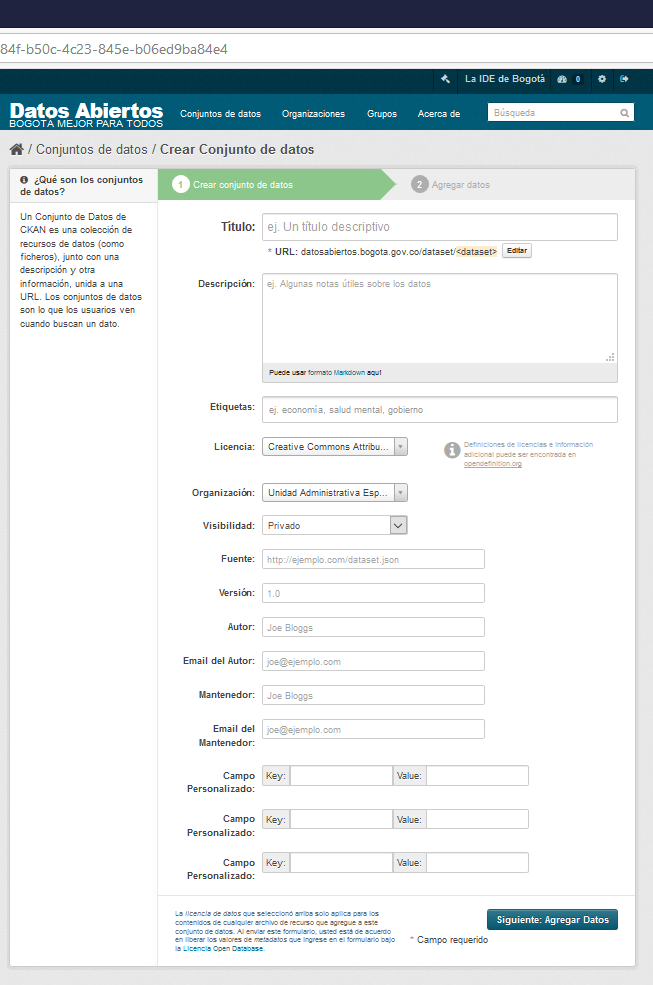 84f-b50c-4c23-845e-b06ed9ba84e4
La IDE de Bogotá 0
Datos Abiertos
BOGOTÁ MEJOR PARA TODOS
Conjuntos de datos Organizaciones Grupos Acerca de Búsqueda
/ Conjuntos de datos / Crear Conjunto de datos
¿Qué son los conjuntos
de datos?
Un Conjunto de Datos de
CKAN es una colección de
recursos de datos (como
ficheros), junto con una
descripción y otra
información, unida a una
URL. Los conjuntos de datos
son lo que los usuarios ven
cuando buscan un dato.
1 Crear conjunto de datos
2 Agregar datos
Título: ej. Un título descriptivo
* URL: datosabiertos.bogota.gov.co/dataset/<dataset> Editar
Descripción: ej. Algunas notas útiles sobre los datos
Puede usar formato Markdown aquí
Etiquetas: ej. economía, salud mental, gobierno
Licencia: Creative Commons Attribu...
Definiciones de licencias e información
adicional puede ser encontrada en
opendefinition.org
Organización: Unidad Administrativa Esp...
Visibilidad: Privado
Fuente: http://ejemplo.com/dataset.json
Versión: 1.0
Autor: Joe Bloggs
Email del Autor: joe@ejemplo.com
Mantenedor: Joe Bloggs
Email del
Mantenedor: joe@ejemplo.com
Campo
Personalizado: Key: Value:
Campo
Personalizado: Key: Value:
Campo
Personalizado: Key: Value:
La licencia de datos que seleccionó arriba solo aplica para los
contenidos de cualquier archivo de recurso que agregue a este
conjunto de datos. Al enviar este formulario, usted está de acuerdo
en liberar los valores de metadatos que ingrese en el formulario bajo
la Licencia Open Database.
Siguiente: Agregar Datos
* Campo requerido